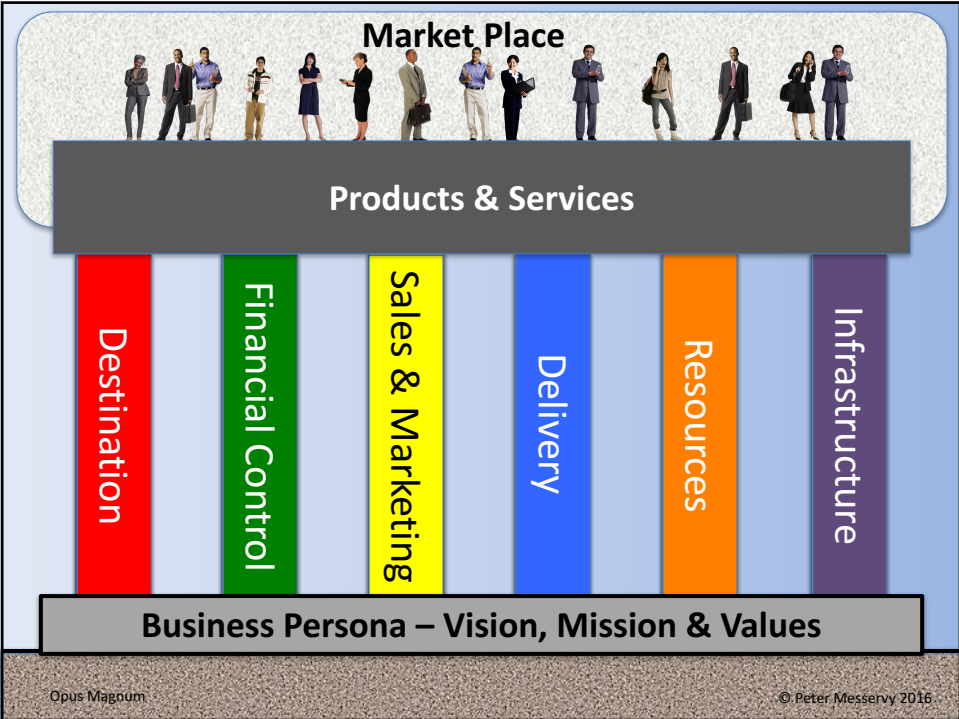 Market Place
Products & Services
Destination
Financial Control
Sales & Marketing
Delivery
Resources
Infrastructure
Business Persona – Vision, Mission & Values
Opus Magnum
© Peter Messervy 2016